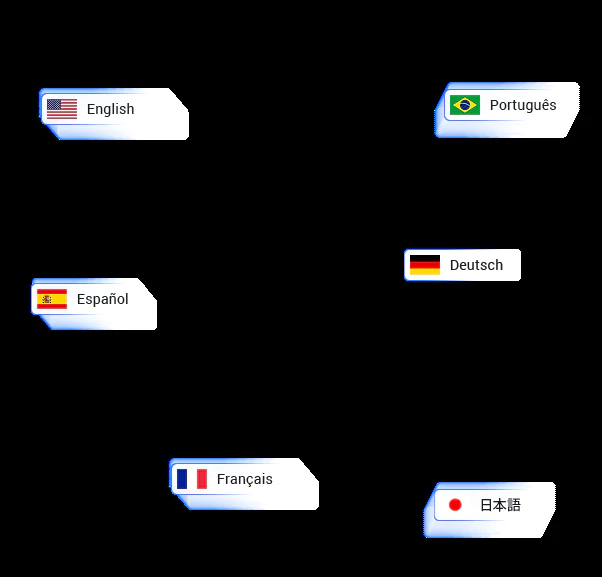 English
Português
Deutsch
Español
Français
日本語